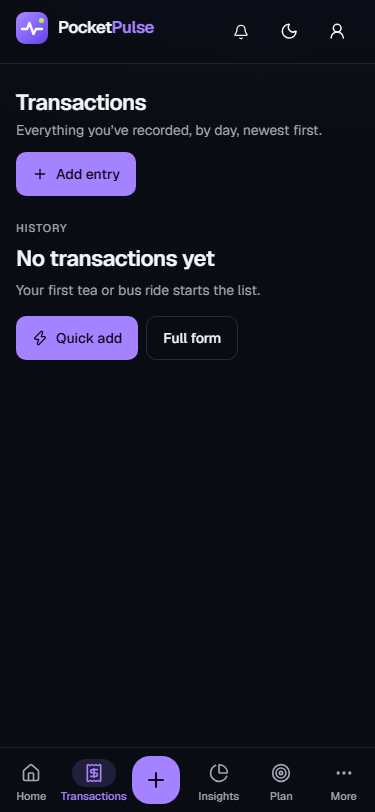 PocketPulse
Transactions
Everything you've recorded, by day, newest first.
Add entry
HISTORY
No transactions yet
Your first tea or bus ride starts the list.
Quick add
Full form
Home
Transactions
Insights
Plan
More